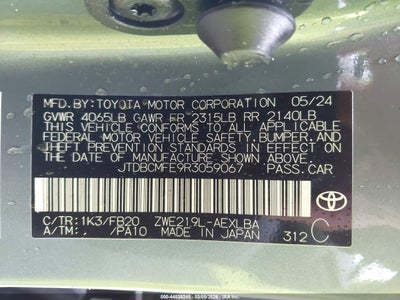 MFD.BY:TOYOTA MOTOR CORPORATION 05/24
GVWR 4065LB GAWR FR 2315LB RR 2140LB
THIS VEHICLE CONFORMS TO ALL APPLICABLE
FEDERAL MOTOR VEHICLE SAFETY, BUMPER, AND
THEFT PREVENTION STANDARDS IN EFFECT ON
THE DATE OF MANUFACTURE SHOWN ABOVE.
JTDBCMFE9R3059067 PASS.CAR
C/TR:1K3/FB20 ZWE219L-AEXLBA
A/TM: /PA10 MADE IN JAPAN 312 C
TOYOTA